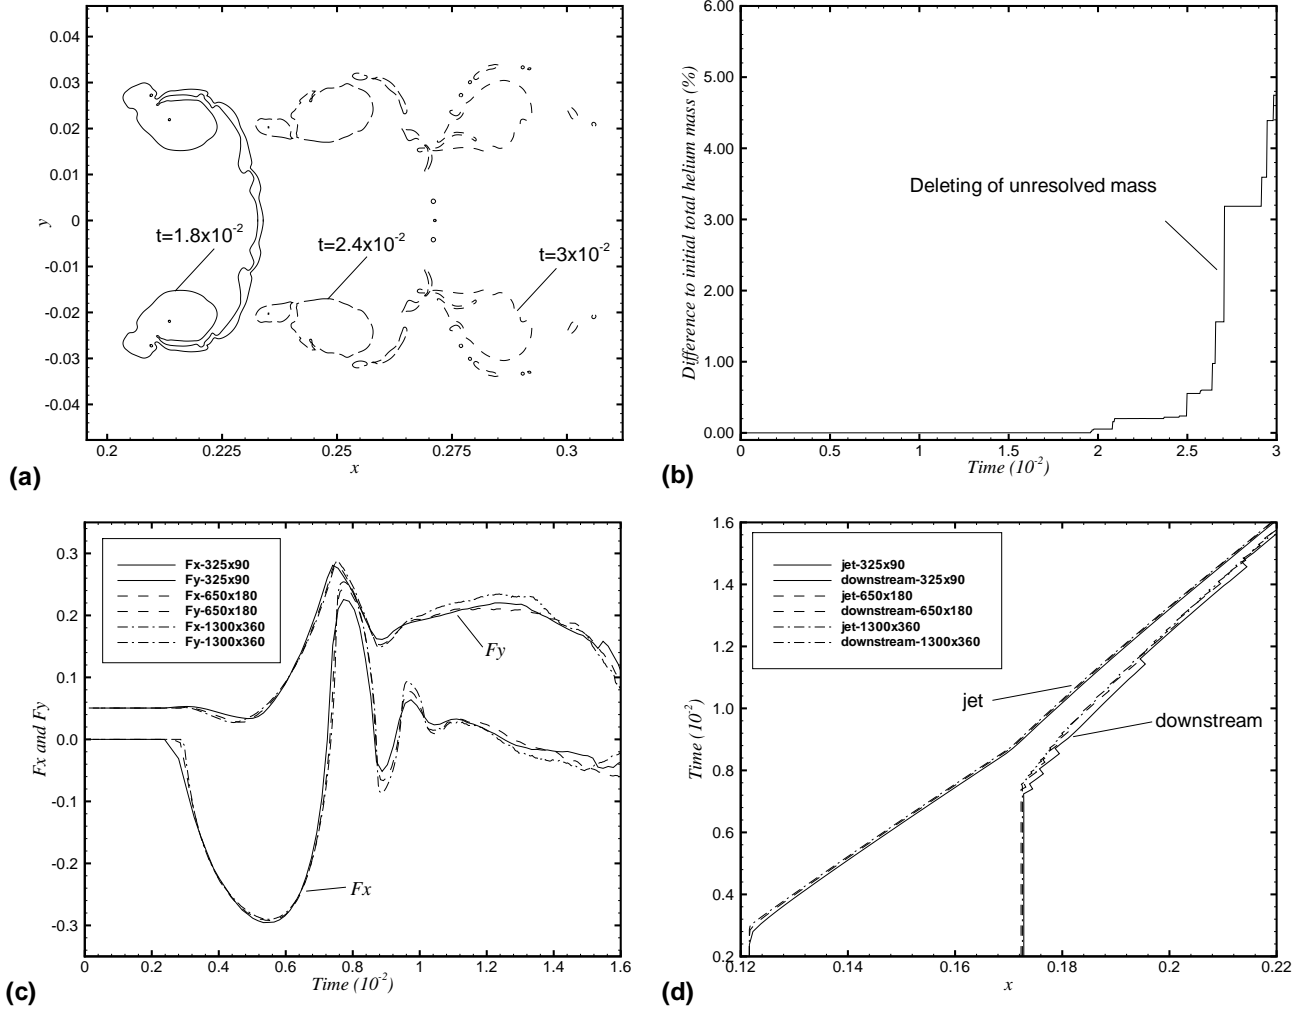 0.04
0.03
0.02
0.01
0
-0.01
-0.02
-0.03
-0.04
y
t=1.8x10⁻²
t=2.4x10⁻²
t=3x10⁻²
0.2
0.225
0.25
0.275
0.3
x
(a)
6.00
5.00
4.00
3.00
2.00
1.00
0.00
Difference to initial total helium mass (%)
Deleting of unresolved mass
0
0.5
1
1.5
2
2.5
3
Time (10⁻²)
(b)
0.3
0.2
0.1
0.0
-0.1
-0.2
-0.3
Fx and Fy
Fx-325x90
Fy-325x90
Fx-650x180
Fy-650x180
Fx-1300x360
Fy-1300x360
Fy
Fx
0
0.2
0.4
0.6
0.8
1
1.2
1.4
1.6
Time (10⁻²)
(c)
1.6
1.4
1.2
1.0
0.8
0.6
0.4
0.2
Time (10⁻²)
jet-325x90
downstream-325x90
jet-650x180
downstream-650x180
jet-1300x360
downstream-1300x360
jet
downstream
0.12
0.14
0.16
0.18
0.2
0.22
x
(d)